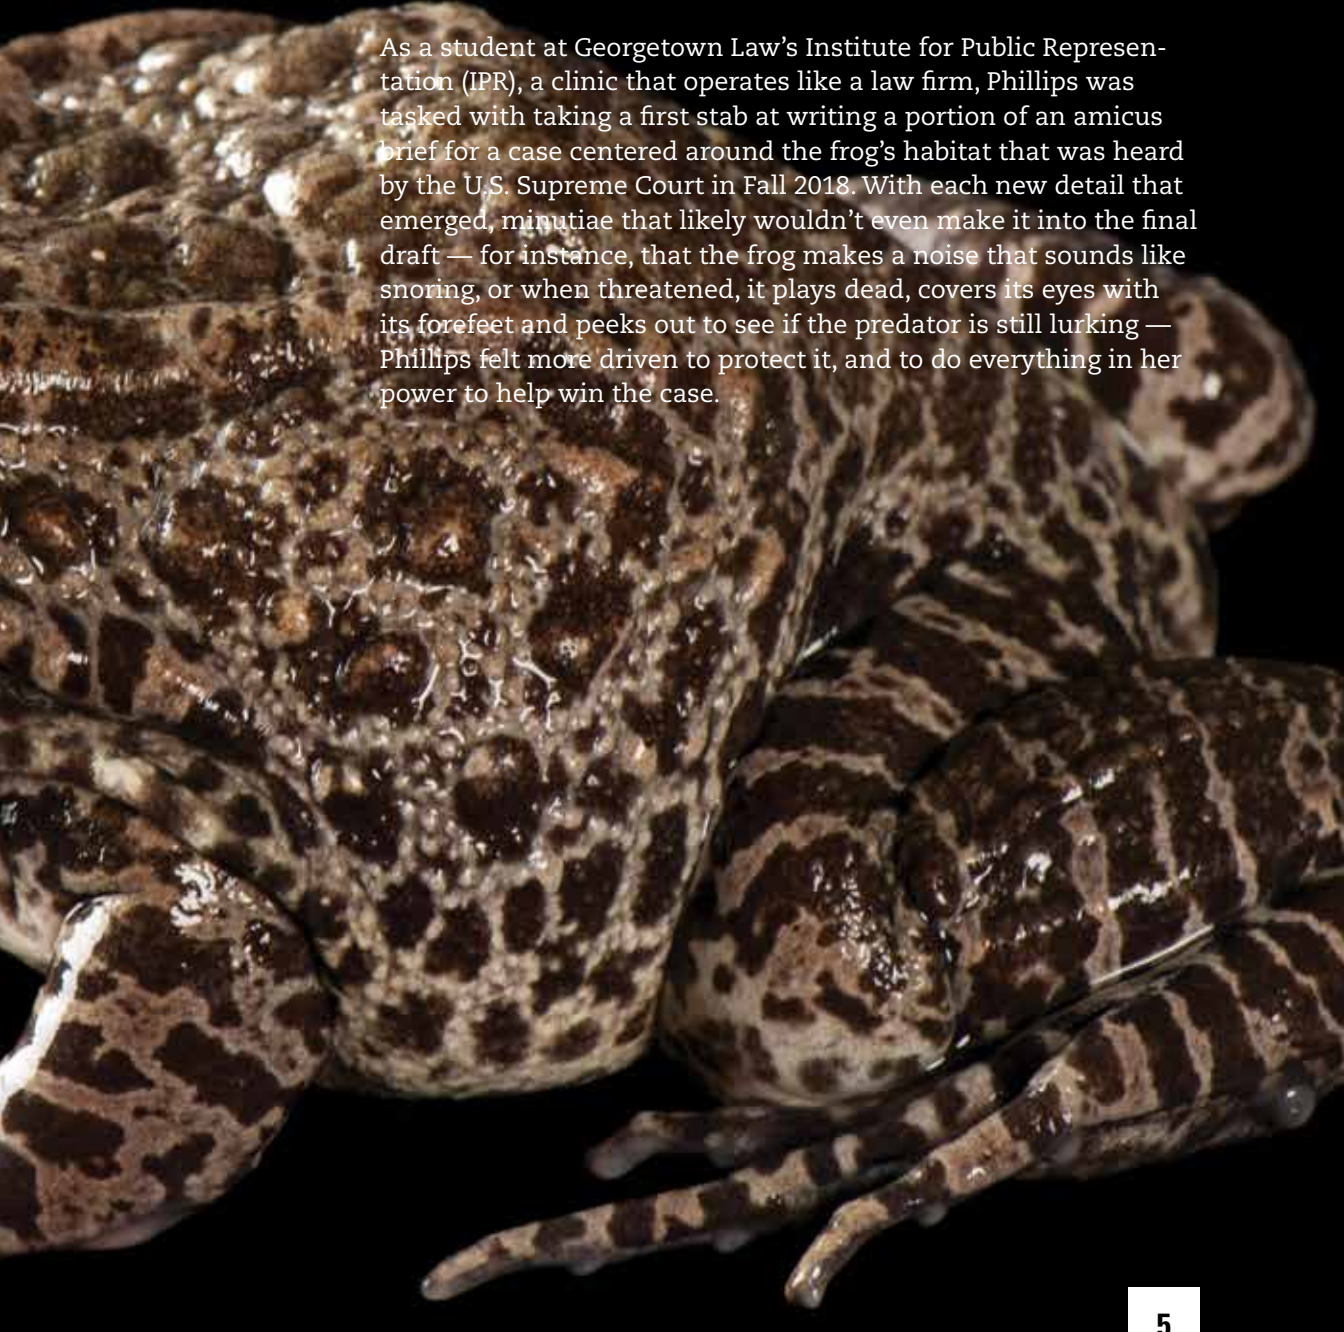 As a student at Georgetown Law’s Institute for Public Represen-
tation (IPR), a clinic that operates like a law firm, Phillips was
tasked with taking a first stab at writing a portion of an amicus
brief for a case centered around the frog’s habitat that was heard
by the U.S. Supreme Court in Fall 2018. With each new detail that
emerged, minutiae that likely wouldn’t even make it into the final
draft — for instance, that the frog makes a noise that sounds like
snoring, or when threatened, it plays dead, covers its eyes with
its forefeet and peeks out to see if the predator is still lurking —
Phillips felt more driven to protect it, and to do everything in her
power to help win the case.
5